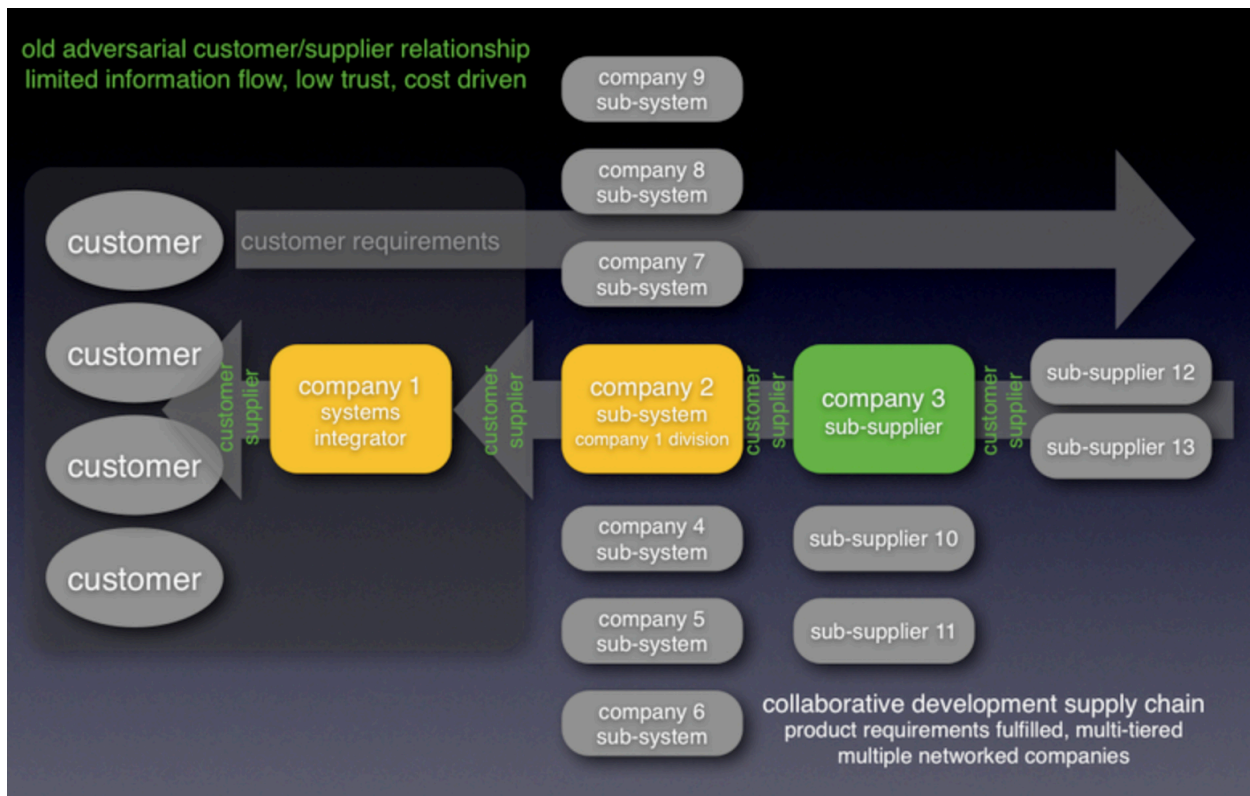 old adversarial customer/supplier relationship
limited information flow, low trust, cost driven
company 9
sub-system
company 8
sub-system
customer
customer requirements
company 7
sub-system
customer
customer
supplier
company 1
systems
integrator
customer
supplier
company 2
sub-system
company 1 division
customer
supplier
company 3
sub-supplier
customer
supplier
sub-supplier 12
sub-supplier 13
customer
company 4
sub-system
sub-supplier 10
customer
company 5
sub-system
sub-supplier 11
company 6
sub-system
collaborative development supply chain
product requirements fulfilled, multi-tiered
multiple networked companies